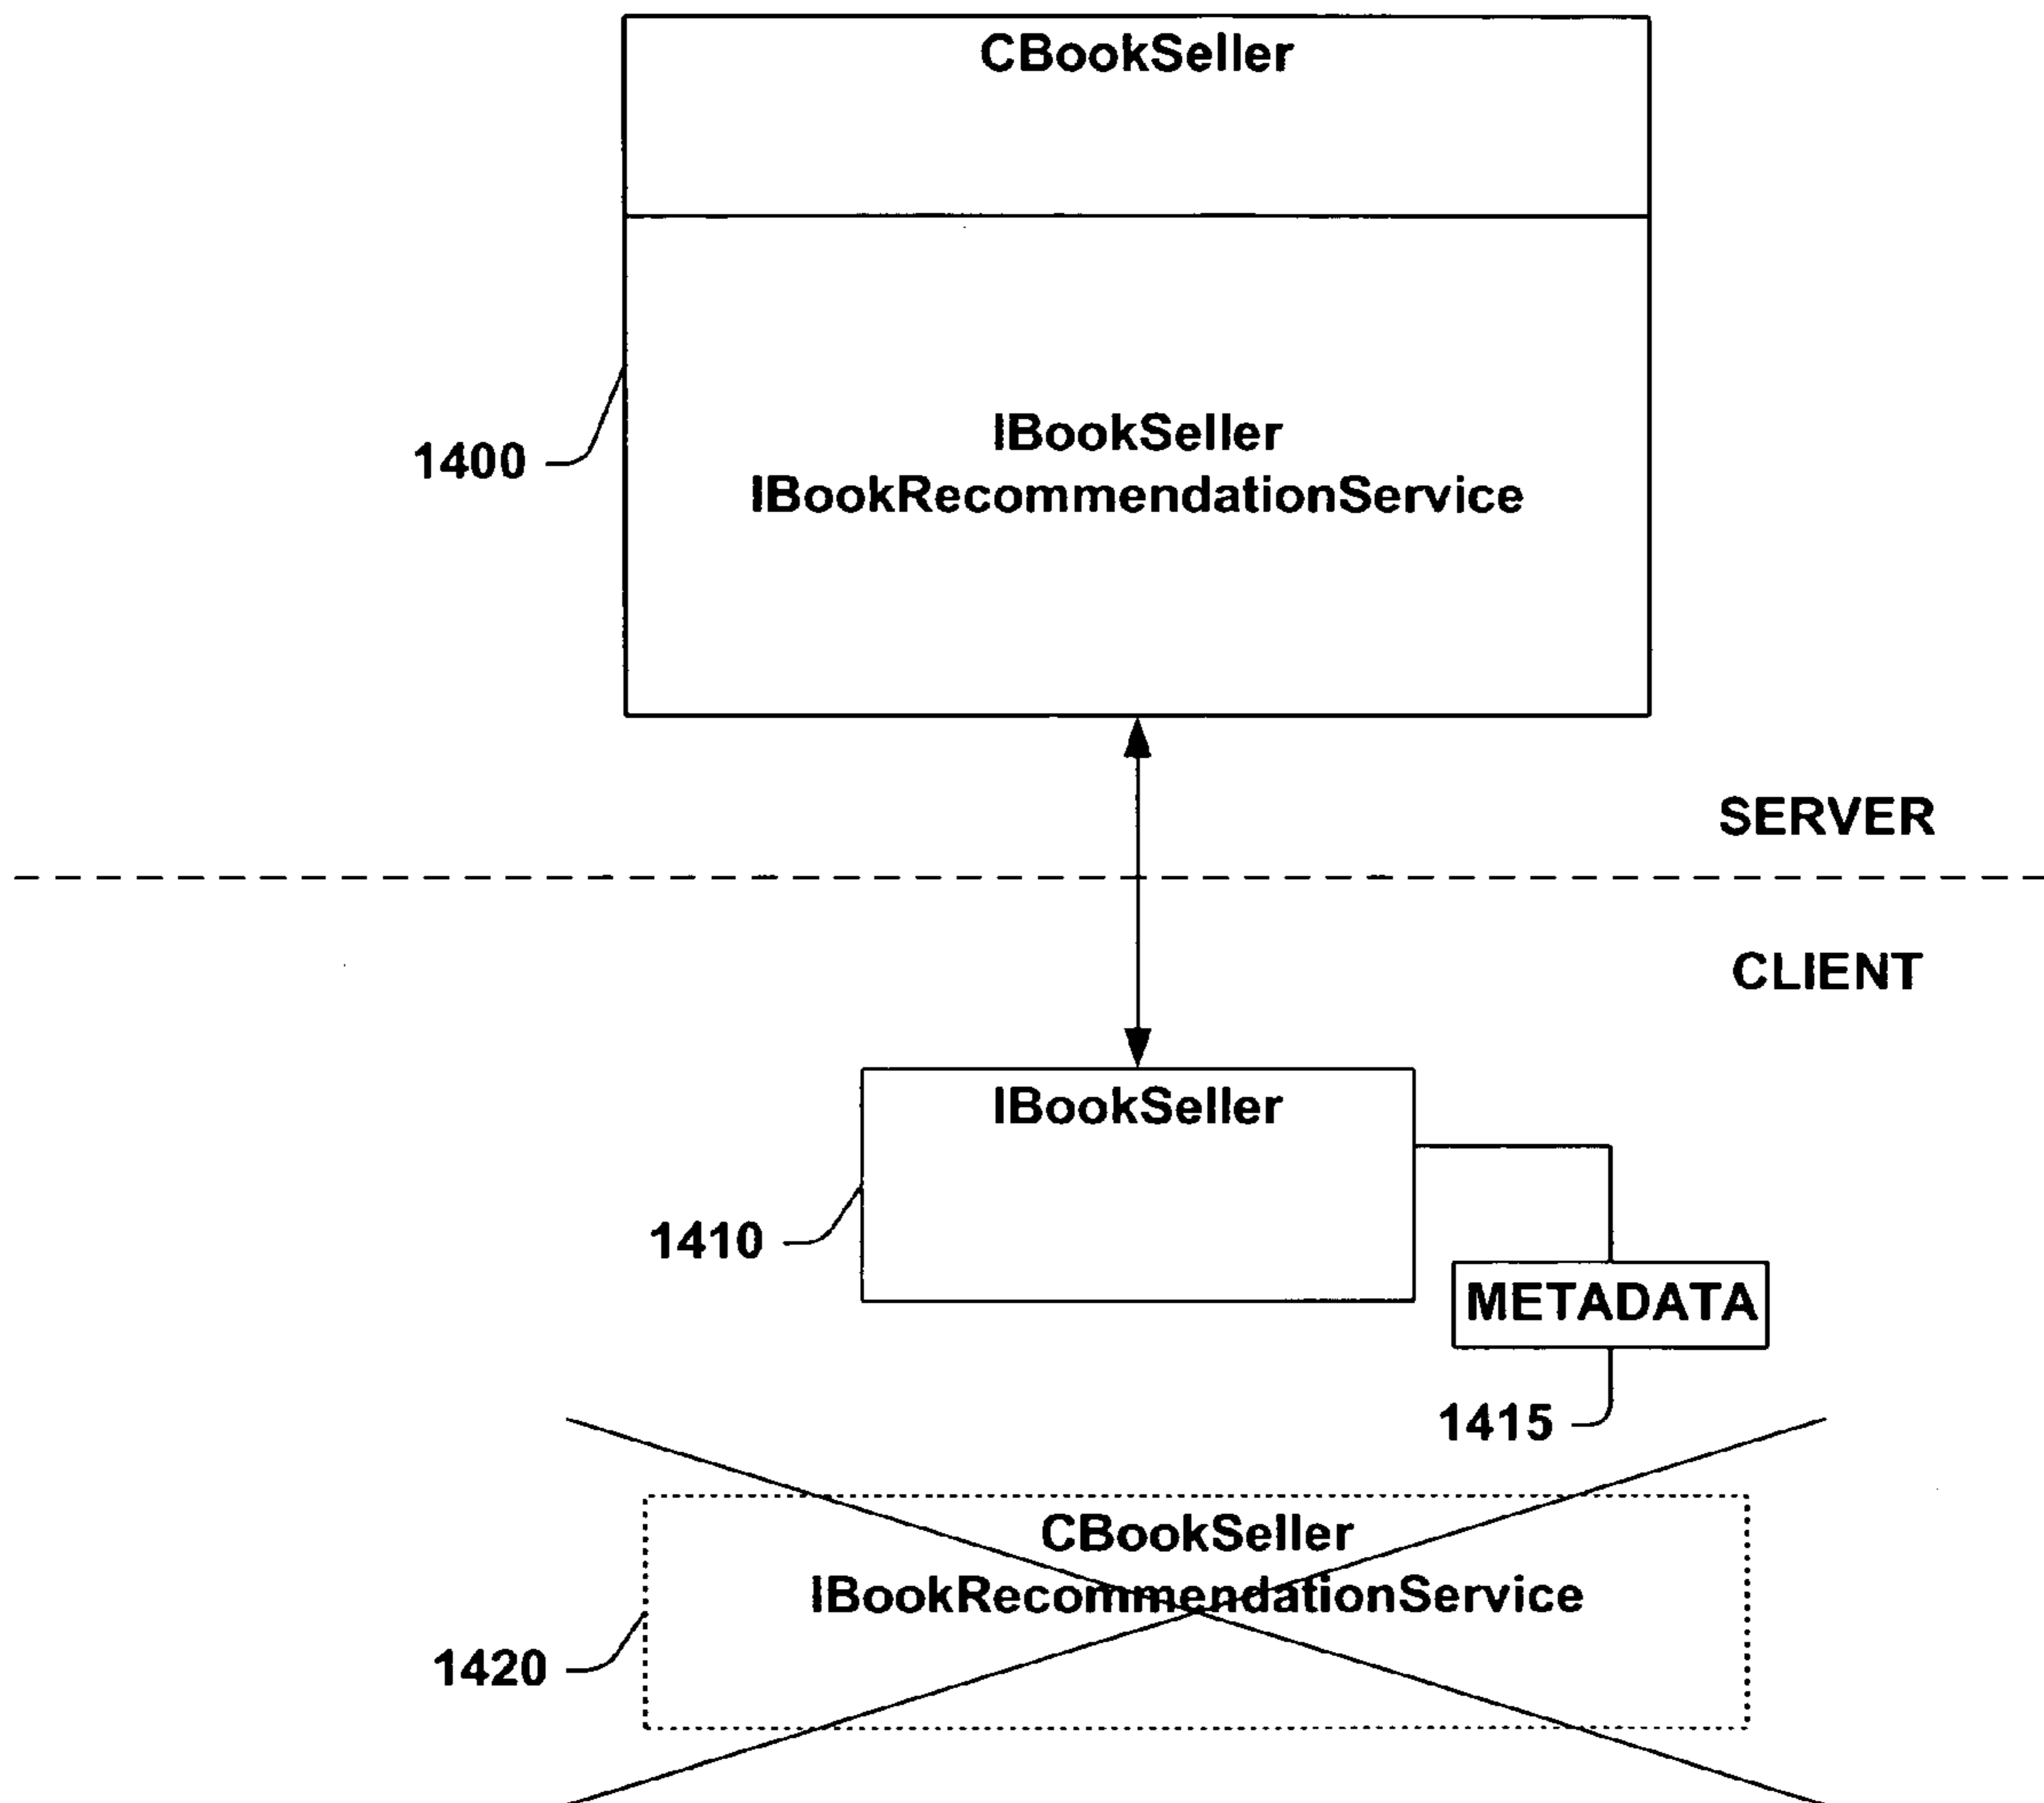 CBookSeller
IBookSeller
1400
IBookRecommendationService
SERVER
CLIENT
IBookSeller
1410
METADATA
1415
CBookSeller
IBookRecommendationService
1420